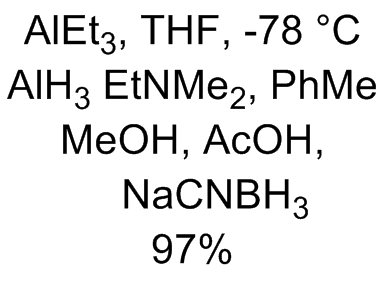 AlEt₃, THF, -78 °C
AlH₃ EtNMe₂, PhMe
MeOH, AcOH,
NaCNBH₃
97%